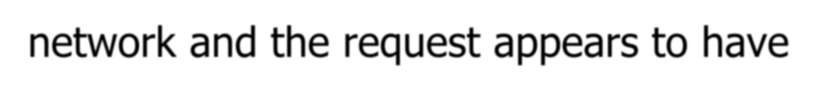 network and the request appears to have